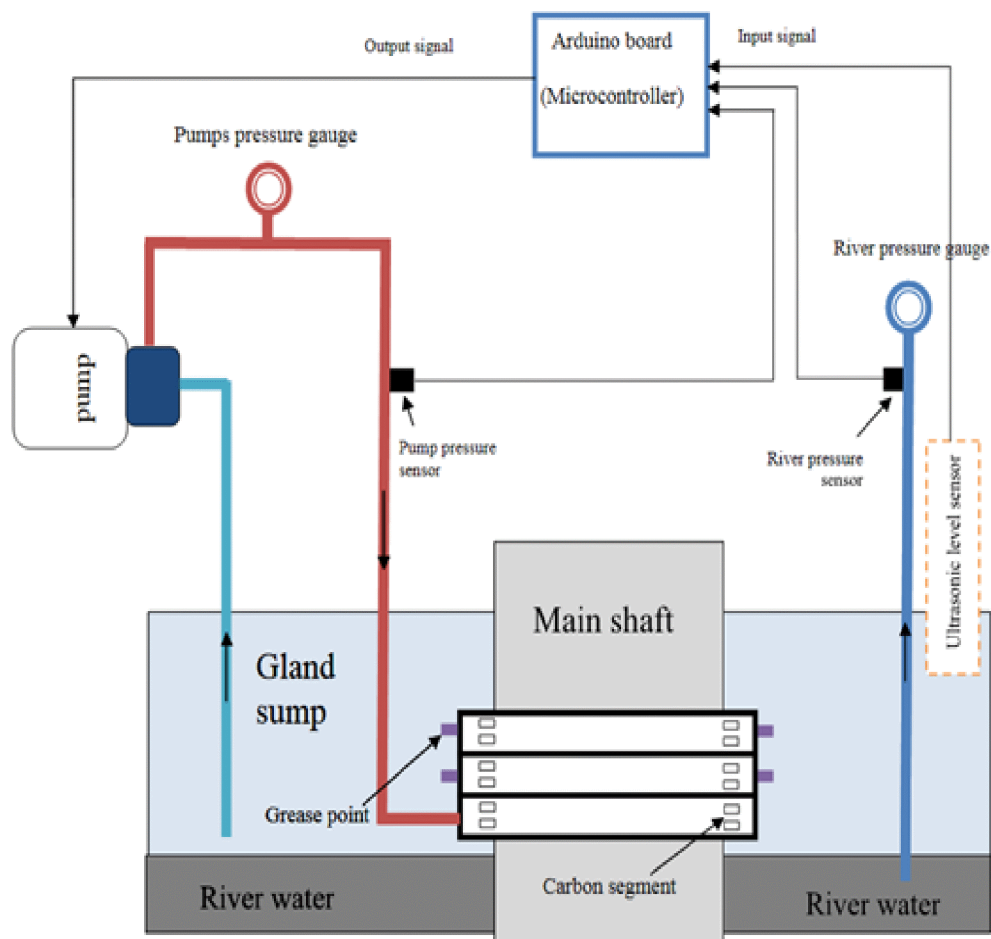 Output signal
Arduino board
(Microcontroller)
Input signal
Pumps pressure gauge
River pressure gauge
pump
Pump pressure
sensor
River pressure
sensor
Ultrasonic level sensor
Main shaft
Gland
sump
Grease point
Carbon segment
River water
River water